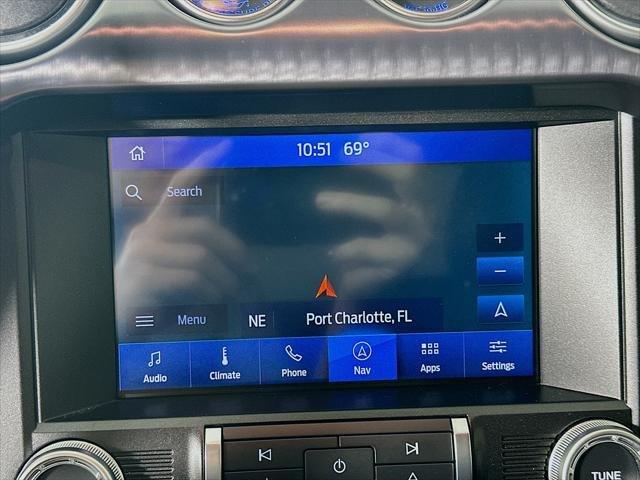 10:51 69°
Search
+
−
Menu NE Port Charlotte, FL
Audio Climate Phone Nav Apps Settings
TUNE